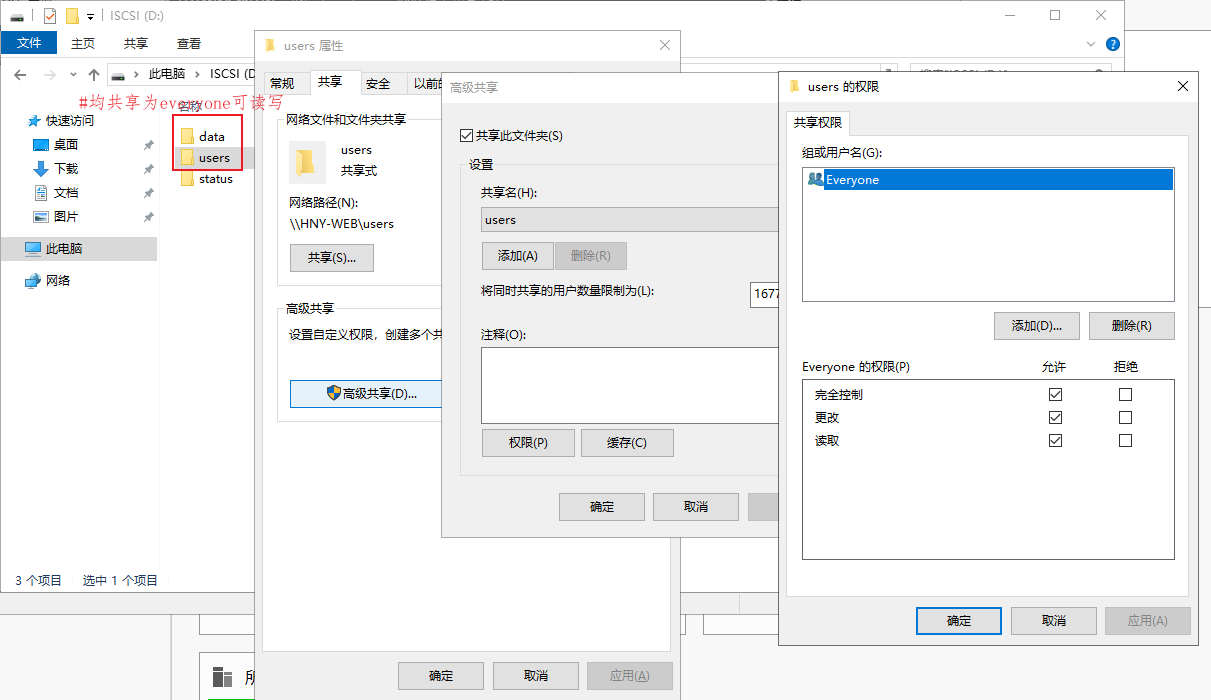 ISCSI (D:)
文件
主页
共享
查看
此电脑
ISCSI (D
#均共享为everyone可读写
名称
快速访问
桌面
下载
文档
图片
此电脑
网络
data
users
status
3 个项目
选中 1 个项目
users 属性
常规
共享
安全
以前的
网络文件和文件夹共享
users
共享式
网络路径(N):
\\HNY-WEB\users
共享(S)...
高级共享
设置自定义权限，创建多个共
高级共享(D)...
确定
取消
应用(A)
高级共享
共享此文件夹(S)
设置
共享名(H):
users
添加(A)
删除(R)
将同时共享的用户数量限制为(L):
1677
注释(O):
权限(P)
缓存(C)
确定
取消
users 的权限
共享权限
组或用户名(G):
Everyone
添加(D)...
删除(R)
Everyone 的权限(P)
允许
拒绝
完全控制
更改
读取
确定
取消
应用(A)
所